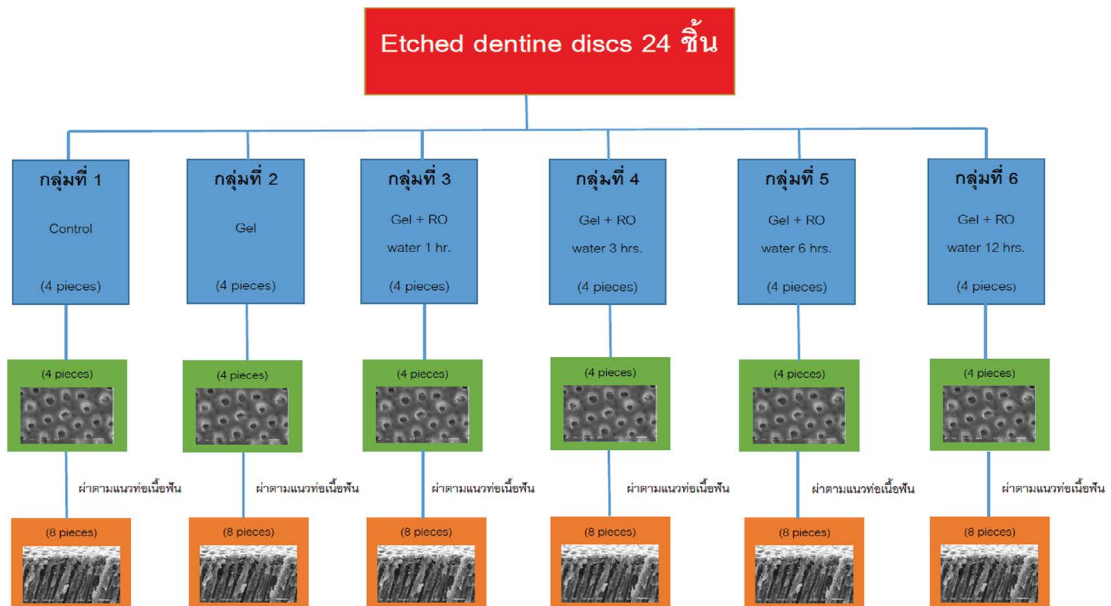 Etched dentine discs 24 ชิ้น
กลุ่มที่ 1
Control
(4 pieces)
กลุ่มที่ 2
Gel
(4 pieces)
กลุ่มที่ 3
Gel + RO
water 1 hr.
(4 pieces)
กลุ่มที่ 4
Gel + RO
water 3 hrs.
(4 pieces)
กลุ่มที่ 5
Gel + RO
water 6 hrs.
(4 pieces)
กลุ่มที่ 6
Gel + RO
water 12 hrs.
(4 pieces)
(4 pieces)
(4 pieces)
(4 pieces)
(4 pieces)
(4 pieces)
(4 pieces)
ผ่าตามแนวท่อเนื้อฟัน
ผ่าตามแนวท่อเนื้อฟัน
ผ่าตามแนวท่อเนื้อฟัน
ผ่าตามแนวท่อเนื้อฟัน
ผ่าตามแนวท่อเนื้อฟัน
ผ่าตามแนวท่อเนื้อฟัน
(8 pieces)
(8 pieces)
(8 pieces)
(8 pieces)
(8 pieces)
(8 pieces)